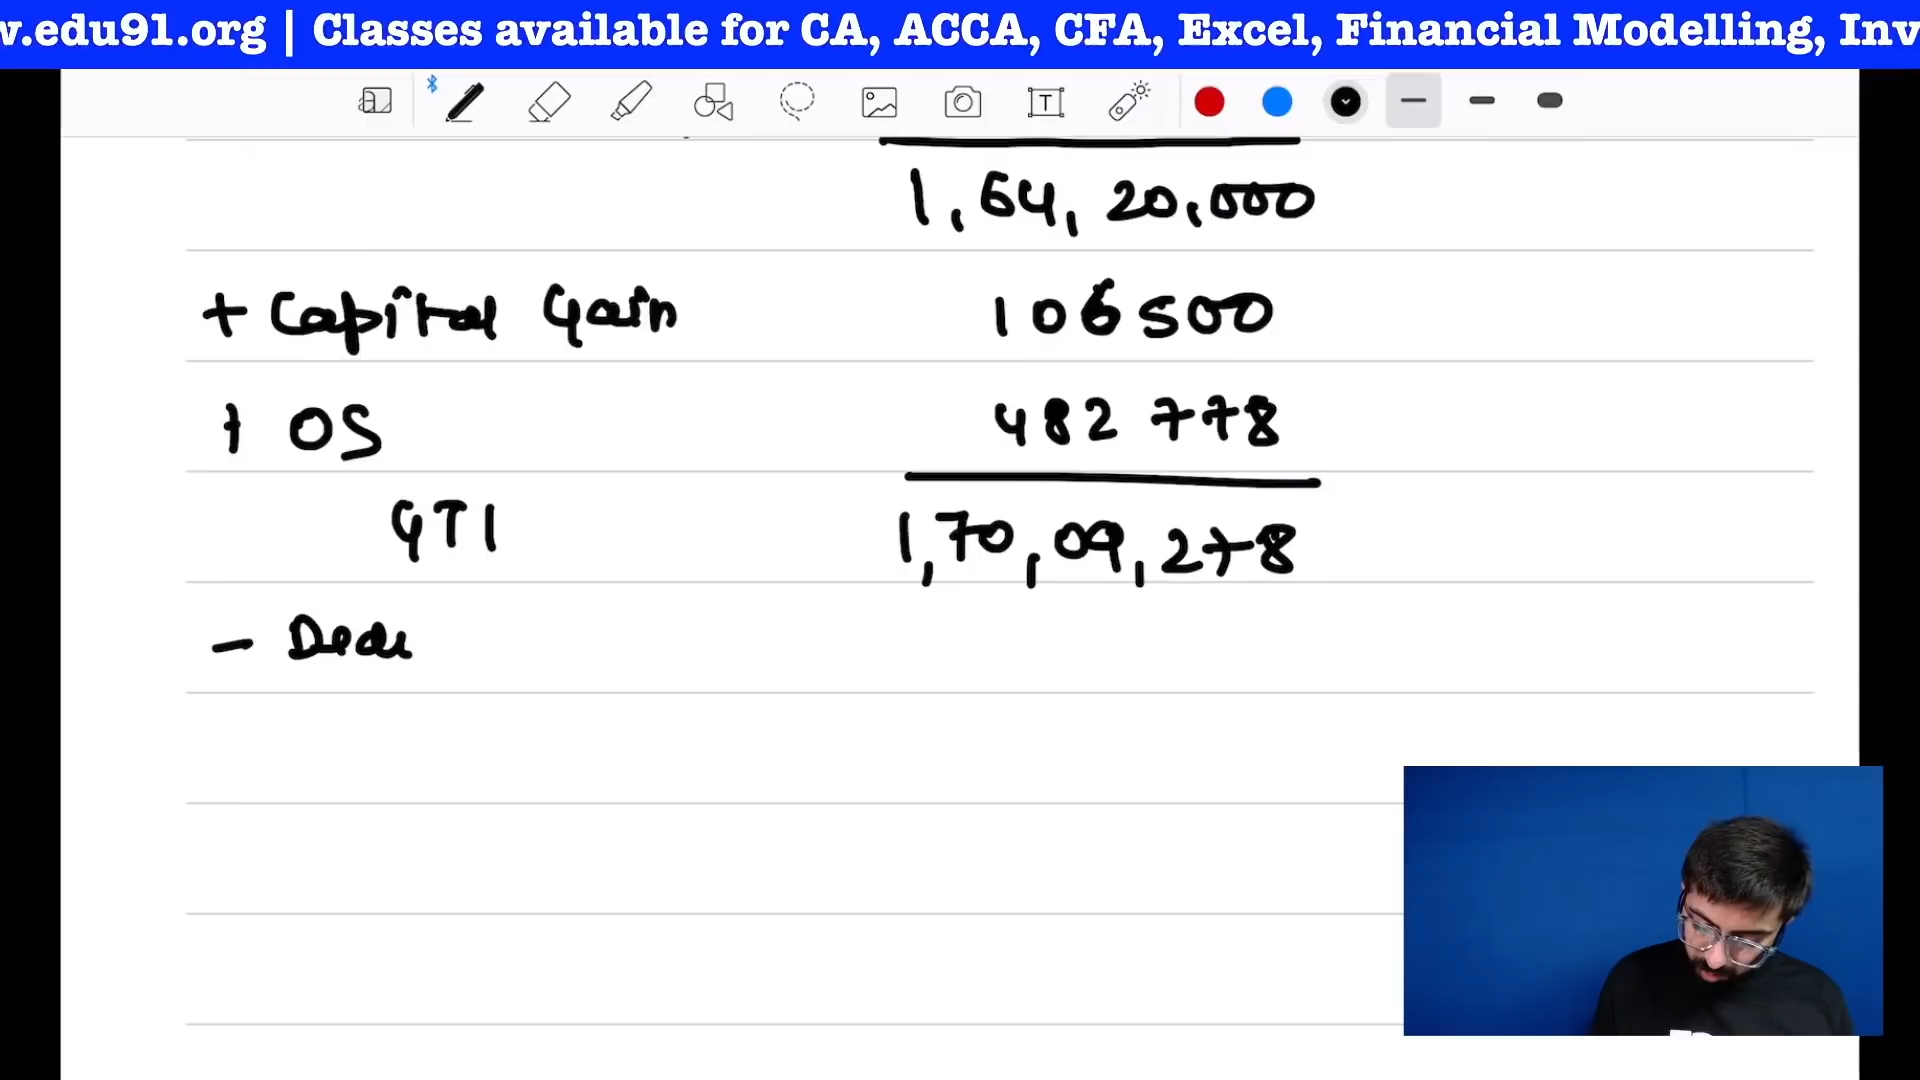 w.edu91.org | Classes available for CA, ACCA, CFA, Excel, Financial Modelling, Inv
1,64,20,000
+ Capital Gain 106500
+ OS 482778
GTI 1,70,09,278
- Dedu